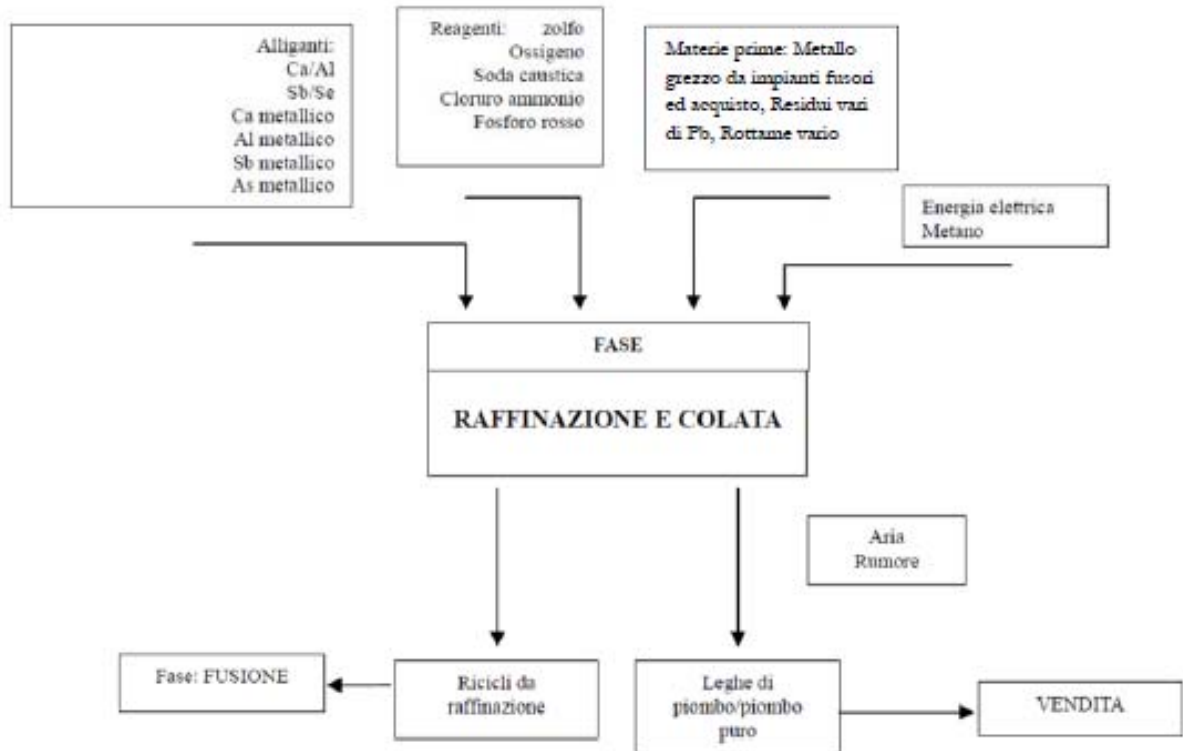 Alliganti:
Ca/Al
Sb/Se
Ca metallico
Al metallico
Sb metallico
As metallico
Reagenti: zolfo
Ossigeno
Soda caustica
Cloruro ammonio
Fosforo rosso
Materie prime: Metallo
grezzo da impianti fusori
ed acquisto, Residui vari
di Pb, Rottame vario
Energia elettrica
Metano
FASE
RAFFINAZIONE E COLATA
Aria
Rumore
Fase: FUSIONE
Ricicli da
raffinazione
Leghe di
piombo/piombo
puro
VENDITA